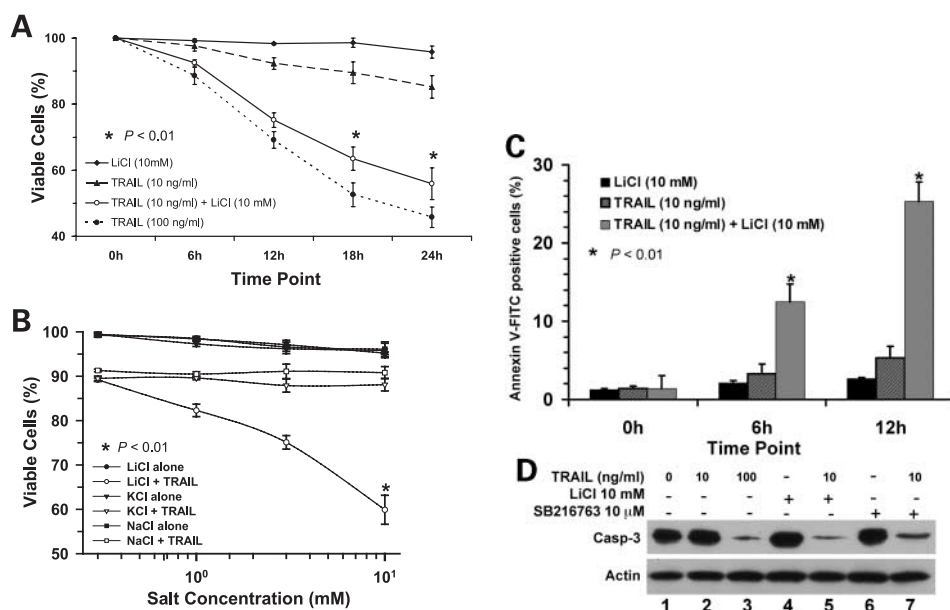 A
Viable Cells (%)
100
80
60
40
* P < 0.01
LiCl (10mM)
TRAIL (10 ng/ml)
TRAIL (10 ng/ml) + LiCl (10 mM)
TRAIL (100 ng/ml)
*
*
0h 6h 12h 18h 24h
Time Point
B
Viable Cells (%)
100
90
85
75
65
55
50
* P < 0.01
LiCl alone
LiCl + TRAIL
KCl alone
KCl + TRAIL
NaCl alone
NaCl + TRAIL
*
10⁰ 10¹
Salt Concentration (mM)
C
Annexin V-FITC positive cells (%)
30
20
10
0
LiCl (10 mM)
TRAIL (10 ng/ml)
TRAIL (10 ng/ml) + LiCl (10 mM)
* P < 0.01
*
*
0h 6h 12h
Time Point
D
TRAIL (ng/ml) 0 10 100 - 10 - 10
LiCl 10 mM - - - + + - -
SB216763 10 μM - - - - - + +
Casp-3
Actin
1 2 3 4 5 6 7